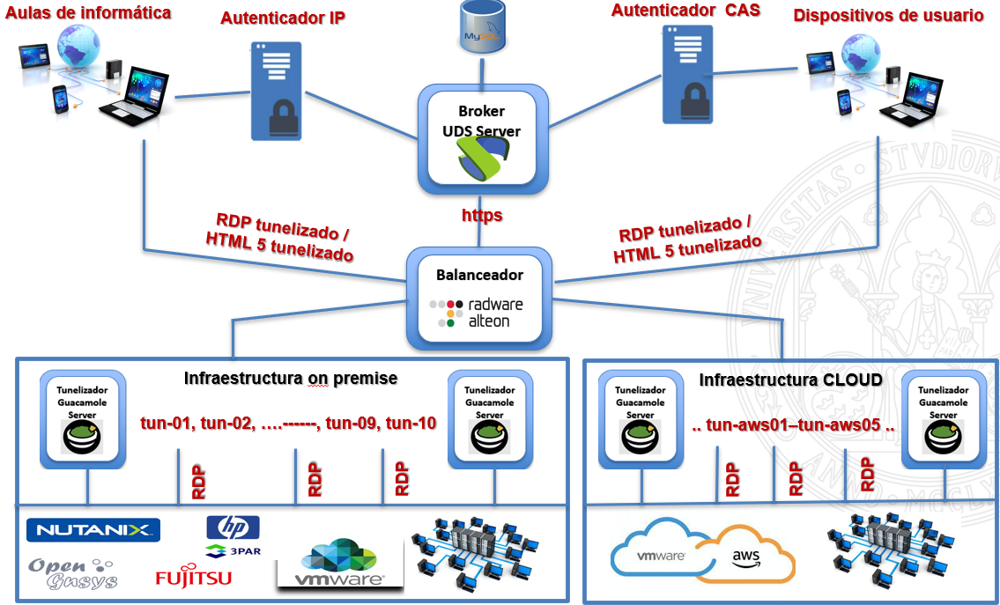 Aulas de informática
Autenticador IP
MySQL
Autenticador CAS
Dispositivos de usuario
Broker
UDS Server
https
RDP tunelizado /
HTML 5 tunelizado
RDP tunelizado /
HTML 5 tunelizado
Balanceador
radware
alteon
Tunelizador
Guacamole
Server
Infraestructura on premise
Tunelizador
Guacamole
Server
tun-01, tun-02, ….------, tun-09, tun-10
RDP
RDP
RDP
NUTANIX
hp
3PAR
Open
Gnsys
FUJITSU
vmware
Tunelizador
Guacamole
Server
Infraestructura CLOUD
Tunelizador
Guacamole
Server
.. tun-aws01–tun-aws05 ..
RDP
RDP
RDP
vmware
aws
VNIVERSITAS
STVDIORV